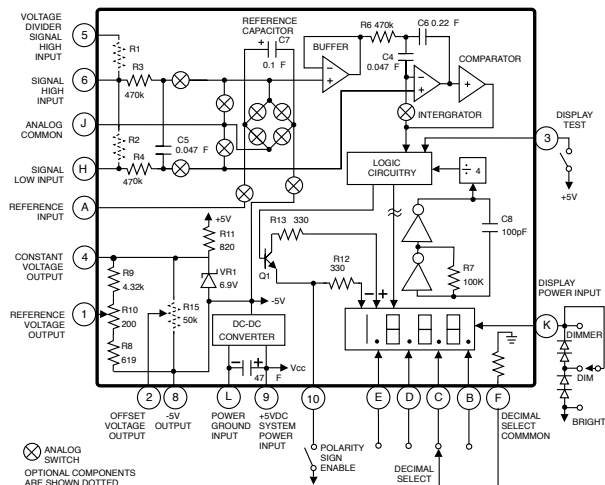 VOLTAGE
DIVIDER
SIGNAL
HIGH
INPUT
5
R1
REFERENCE
CAPACITOR
C7
+
0.1 F
BUFFER
R6 470k
C6 0.22 F
C4
0.047 F
COMPARATOR
INTERGRATOR
SIGNAL
HIGH
INPUT
6
R3
470k
ANALOG
COMMON
J
R2
C5
0.047 F
SIGNAL
LOW INPUT
H
R4
470k
REFERENCE
INPUT
A
LOGIC
CIRCUITRY
÷ 4
3
DISPLAY
TEST
+5V
CONSTANT
VOLTAGE
OUTPUT
4
+5V
R11
820
R13 330
Q1
R12
330
C8
100pF
R7
100K
R9
4.32k
VR1
6.9V
REFERENCE
VOLTAGE
OUTPUT
1
R10
200
R15
50k
-5V
R8
619
DC-DC
CONVERTER
− +
Vcc
47 F
− +
1.8.8.8
DISPLAY
POWER INPUT
K
DIMMER
DIM
BRIGHT
2
8
L
9
10
E
D
C
B
F
OFFSET
VOLTAGE
OUTPUT
-5V
OUTPUT
POWER
GROUND
INPUT
+5VDC
SYSTEM
POWER
INPUT
DECIMAL
SELECT
COMMMON
POLARITY
SIGN
ENABLE
DECIMAL
SELECT
ANALOG
SWITCH
OPTIONAL COMPONENTS
ARE SHOWN DOTTED